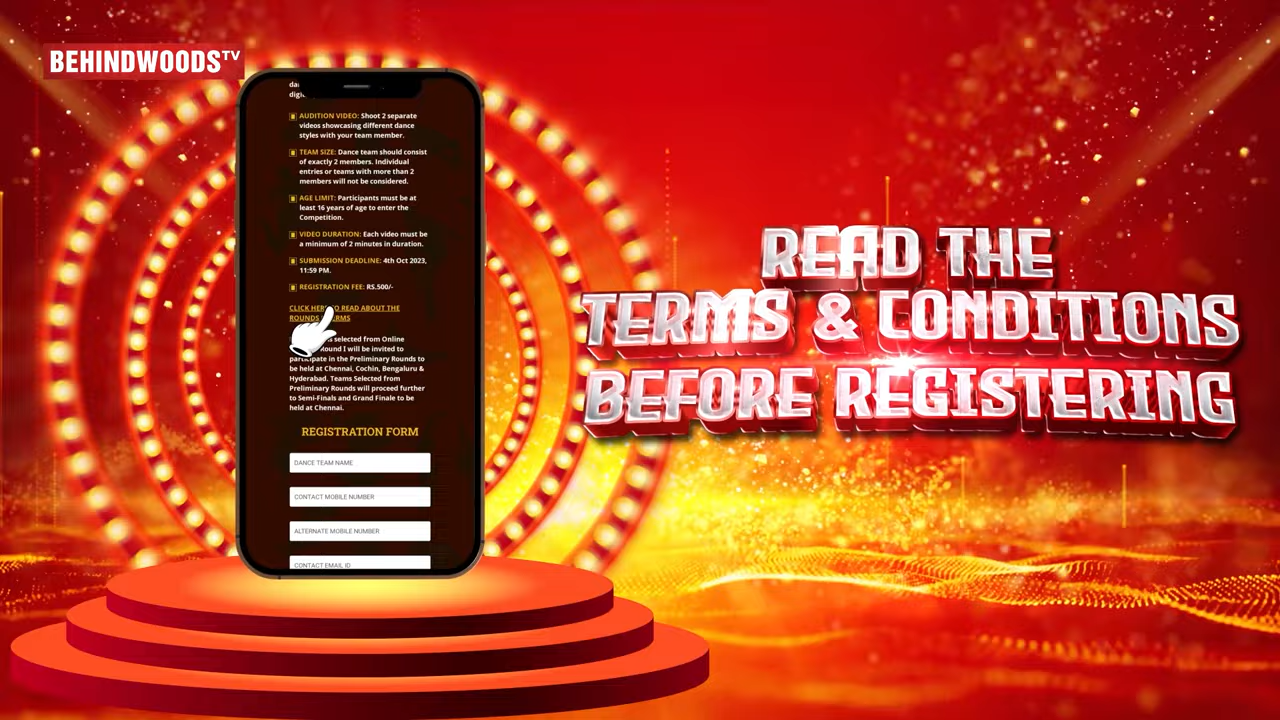 BEHINDWOODS TV
digi
AUDITION VIDEO: Shoot 2 separate
videos showcasing different dance
styles with your team member.
TEAM SIZE: Dance team should consist
of exactly 2 members. Individual
entries or teams with more than 2
members will not be considered.
AGE LIMIT: Participants must be at
least 16 years of age to enter the
Competition.
VIDEO DURATION: Each video must be
a minimum of 2 minutes in duration.
SUBMISSION DEADLINE: 4th Oct 2023,
11:59 PM.
REGISTRATION FEE: RS.500/-
CLICK HERE TO READ ABOUT THE
ROUNDS
selected from Online
Round I will be invited to
participate in the Preliminary Rounds to
be held at Chennai, Cochin, Bengaluru &
Hyderabad. Teams Selected from
Preliminary Rounds will proceed further
to Semi-Finals and Grand Finale to be
held at Chennai.
REGISTRATION FORM
DANCE TEAM NAME
CONTACT MOBILE NUMBER
ALTERNATE MOBILE NUMBER
CONTACT EMAIL ID
READ THE
TERMS & CONDITIONS
BEFORE REGISTERING